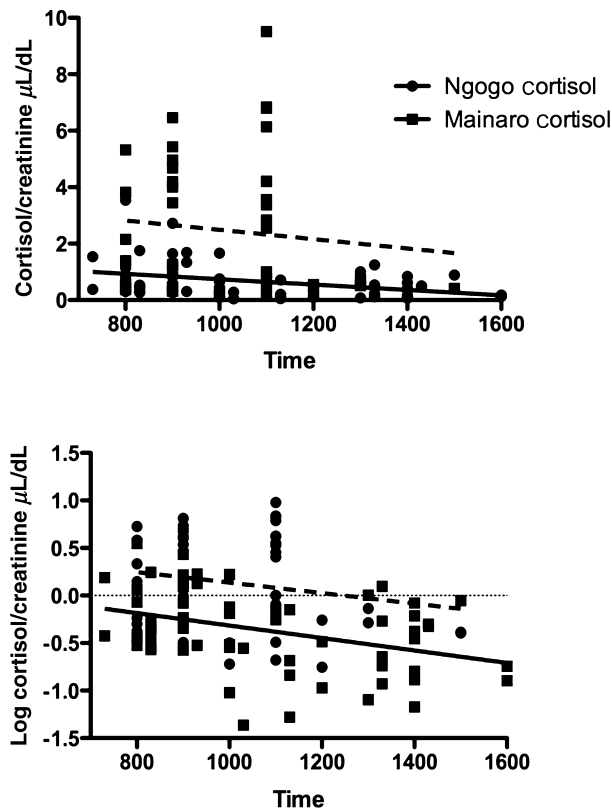 10
8
6
4
2
0
Cortisol/creatinine µL/dL
Ngogo cortisol
Mainaro cortisol
800 1000 1200 1400 1600
Time
1.5
1.0
0.5
0.0
-0.5
-1.0
-1.5
Log cortisol/creatinine µL/dL
800 1000 1200 1400 1600
Time